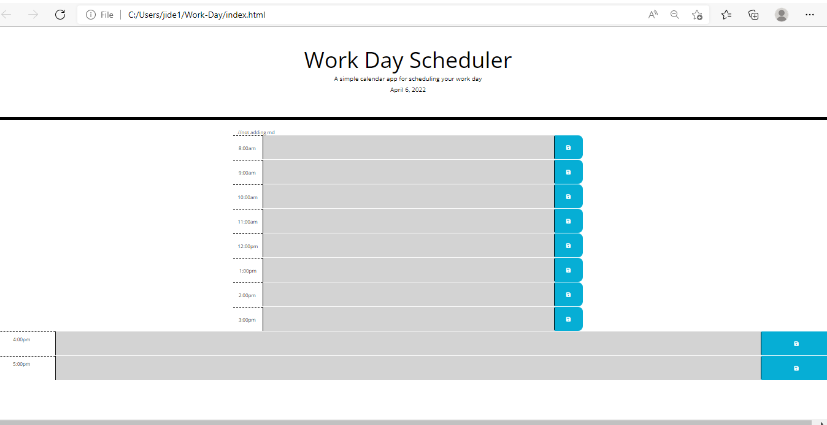 File | C:/Users/jide1/Work-Day/index.html
Work Day Scheduler
A simple calendar app for scheduling your work day
April 6, 2022
8:00am
9:00am
10:00am
11:00am
12:00pm
1:00pm
2:00pm
3:00pm
4:00pm
5:00pm